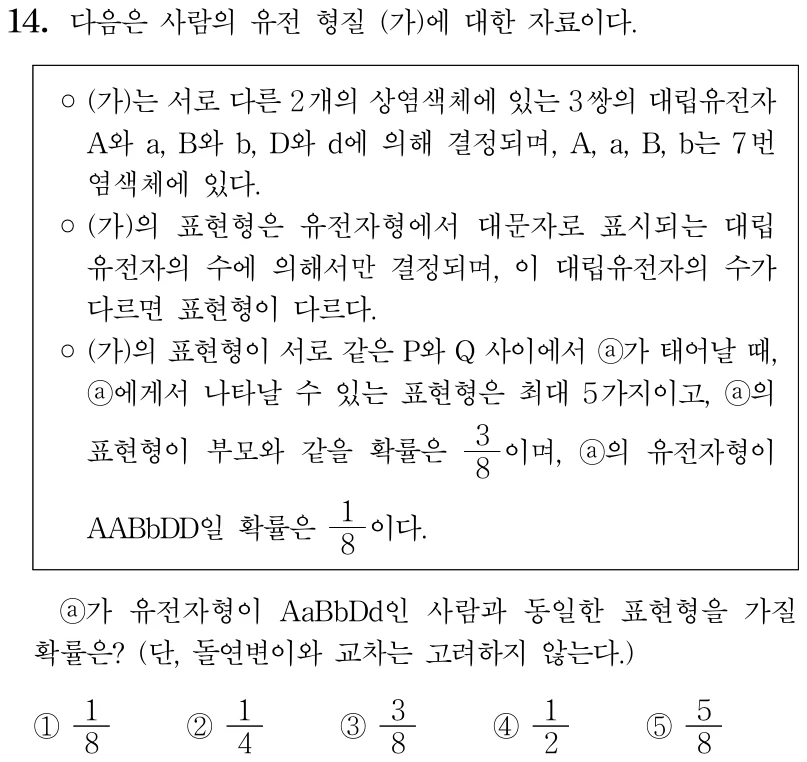 14. 다음은 사람의 유전 형질 (가)에 대한 자료이다.
○ (가)는 서로 다른 2개의 상염색체에 있는 3쌍의 대립유전자
A와 a, B와 b, D와 d에 의해 결정되며, A, a, B, b는 7번
염색체에 있다.
○ (가)의 표현형은 유전자형에서 대문자로 표시되는 대립
유전자의 수에 의해서만 결정되며, 이 대립유전자의 수가
다르면 표현형이 다르다.
○ (가)의 표현형이 서로 같은 P와 Q 사이에서 ⓐ가 태어날 때,
ⓐ에게서 나타날 수 있는 표현형은 최대 5가지이고, ⓐ의
표현형이 부모와 같을 확률은 3/8이며, ⓐ의 유전자형이
AABbDD일 확률은 1/8이다.
ⓐ가 유전자형이 AaBbDd인 사람과 동일한 표현형을 가질
확률은? (단, 돌연변이와 교차는 고려하지 않는다.)
① 1/8 ② 1/4 ③ 3/8 ④ 1/2 ⑤ 5/8